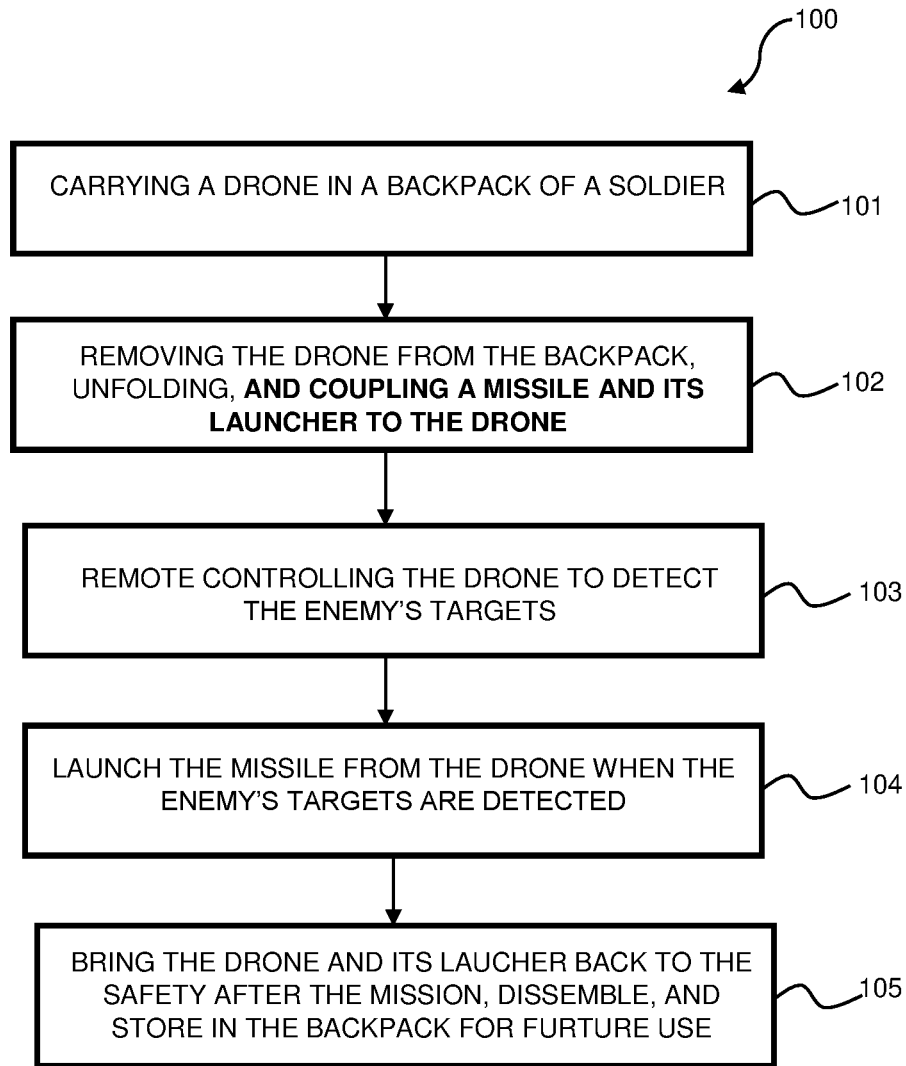 100
CARRYING A DRONE IN A BACKPACK OF A SOLDIER
101
REMOVING THE DRONE FROM THE BACKPACK,
UNFOLDING, AND COUPLING A MISSILE AND ITS
LAUNCHER TO THE DRONE
102
REMOTE CONTROLLING THE DRONE TO DETECT
THE ENEMY'S TARGETS
103
LAUNCH THE MISSILE FROM THE DRONE WHEN THE
ENEMY'S TARGETS ARE DETECTED
104
BRING THE DRONE AND ITS LAUCHER BACK TO THE
SAFETY AFTER THE MISSION, DISSEMBLE, AND
STORE IN THE BACKPACK FOR FURTURE USE
105